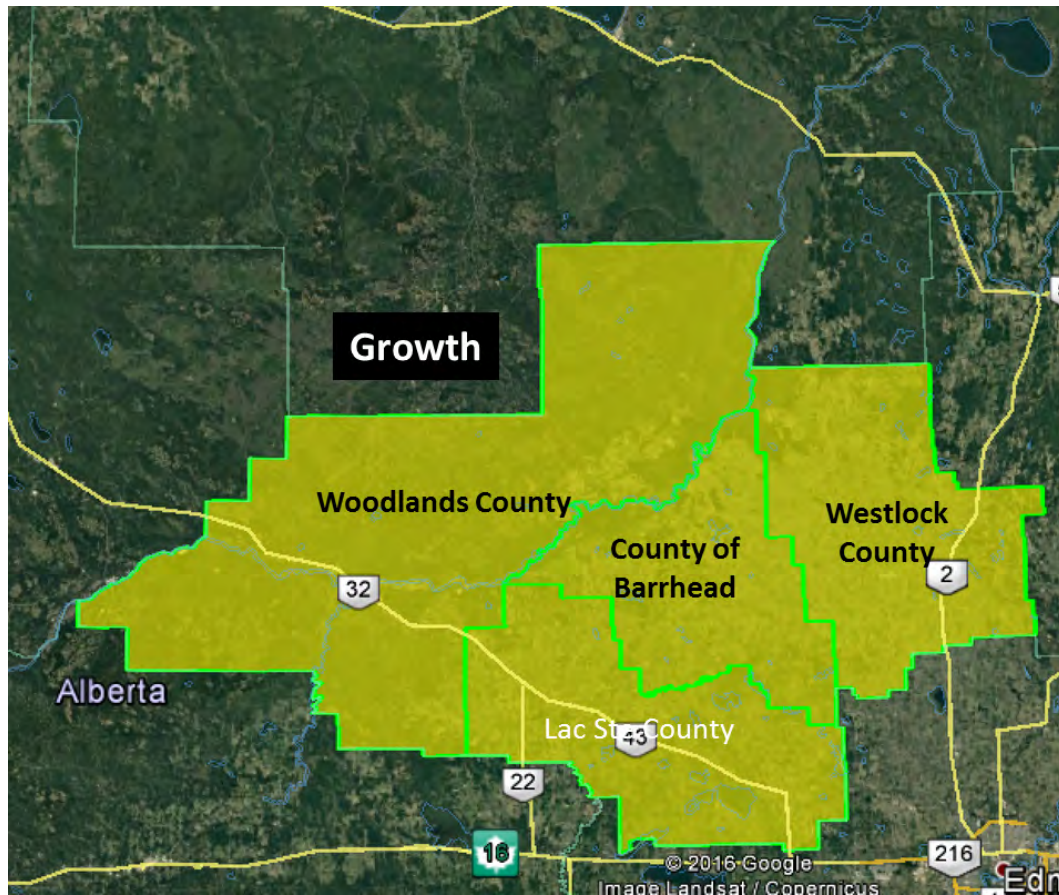 Growth
Woodlands County
Westlock
County
County of
Barrhead
2
32
Alberta
Lac Ste County
43
22
16
216
© 2016 Google
Edm
Image Landsat / Copernicus